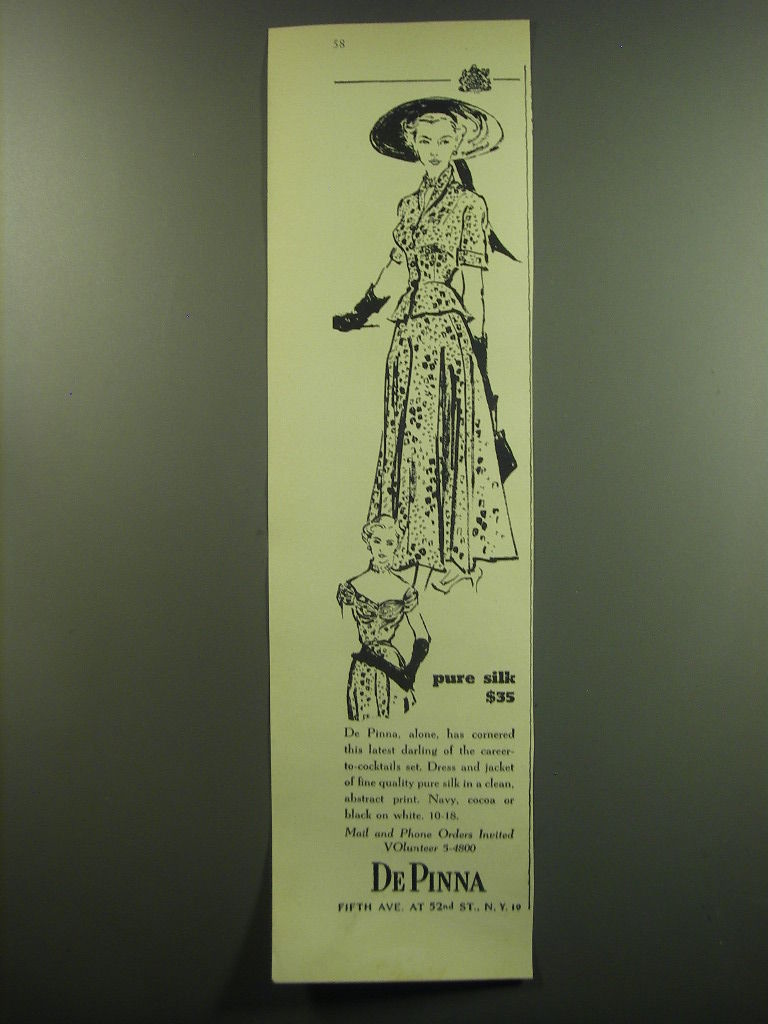 58
pure silk
$35
De Pinna, alone, has cornered
this latest darling of the career-
to-cocktails set. Dress and jacket
of fine quality pure silk in a clean,
abstract print. Navy, cocoa or
black on white. 10-18.
Mail and Phone Orders Invited
VOlunteer 5-4800
DE PINNA
FIFTH AVE. AT 52nd ST., N. Y. 19